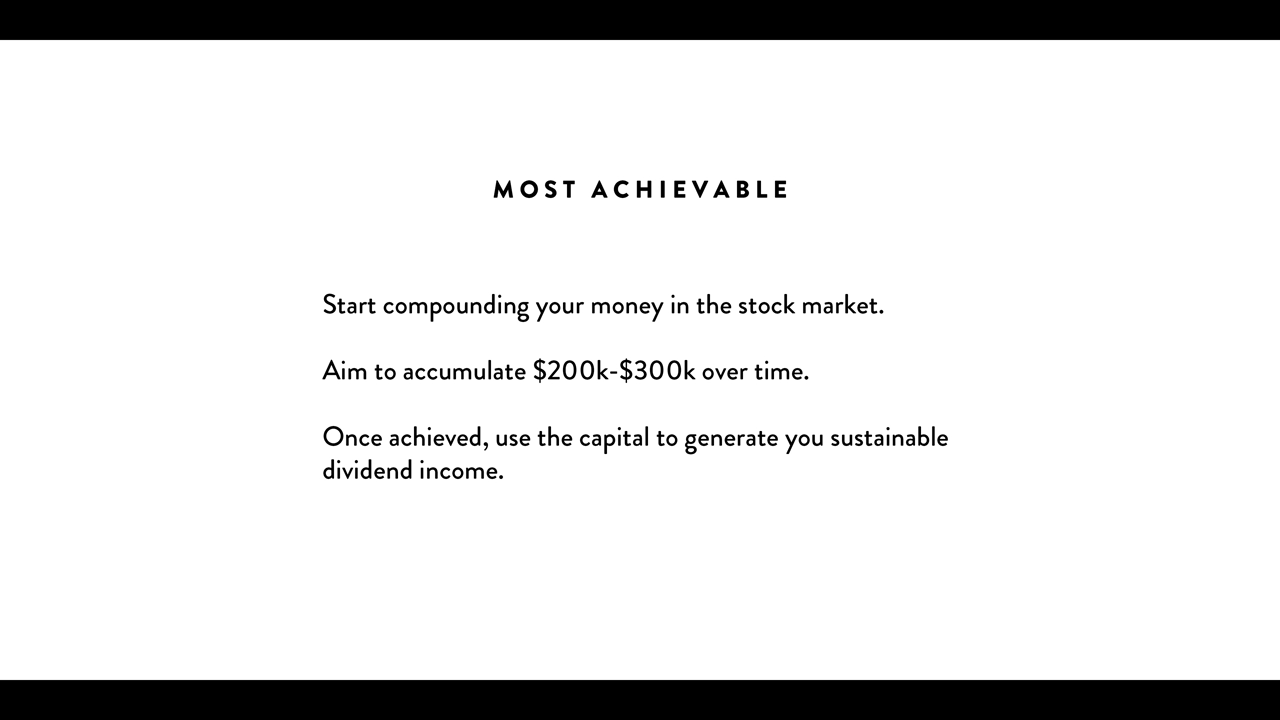 MOST ACHIEVABLE
Start compounding your money in the stock market.
Aim to accumulate $200k-$300k over time.
Once achieved, use the capital to generate you sustainable
dividend income.